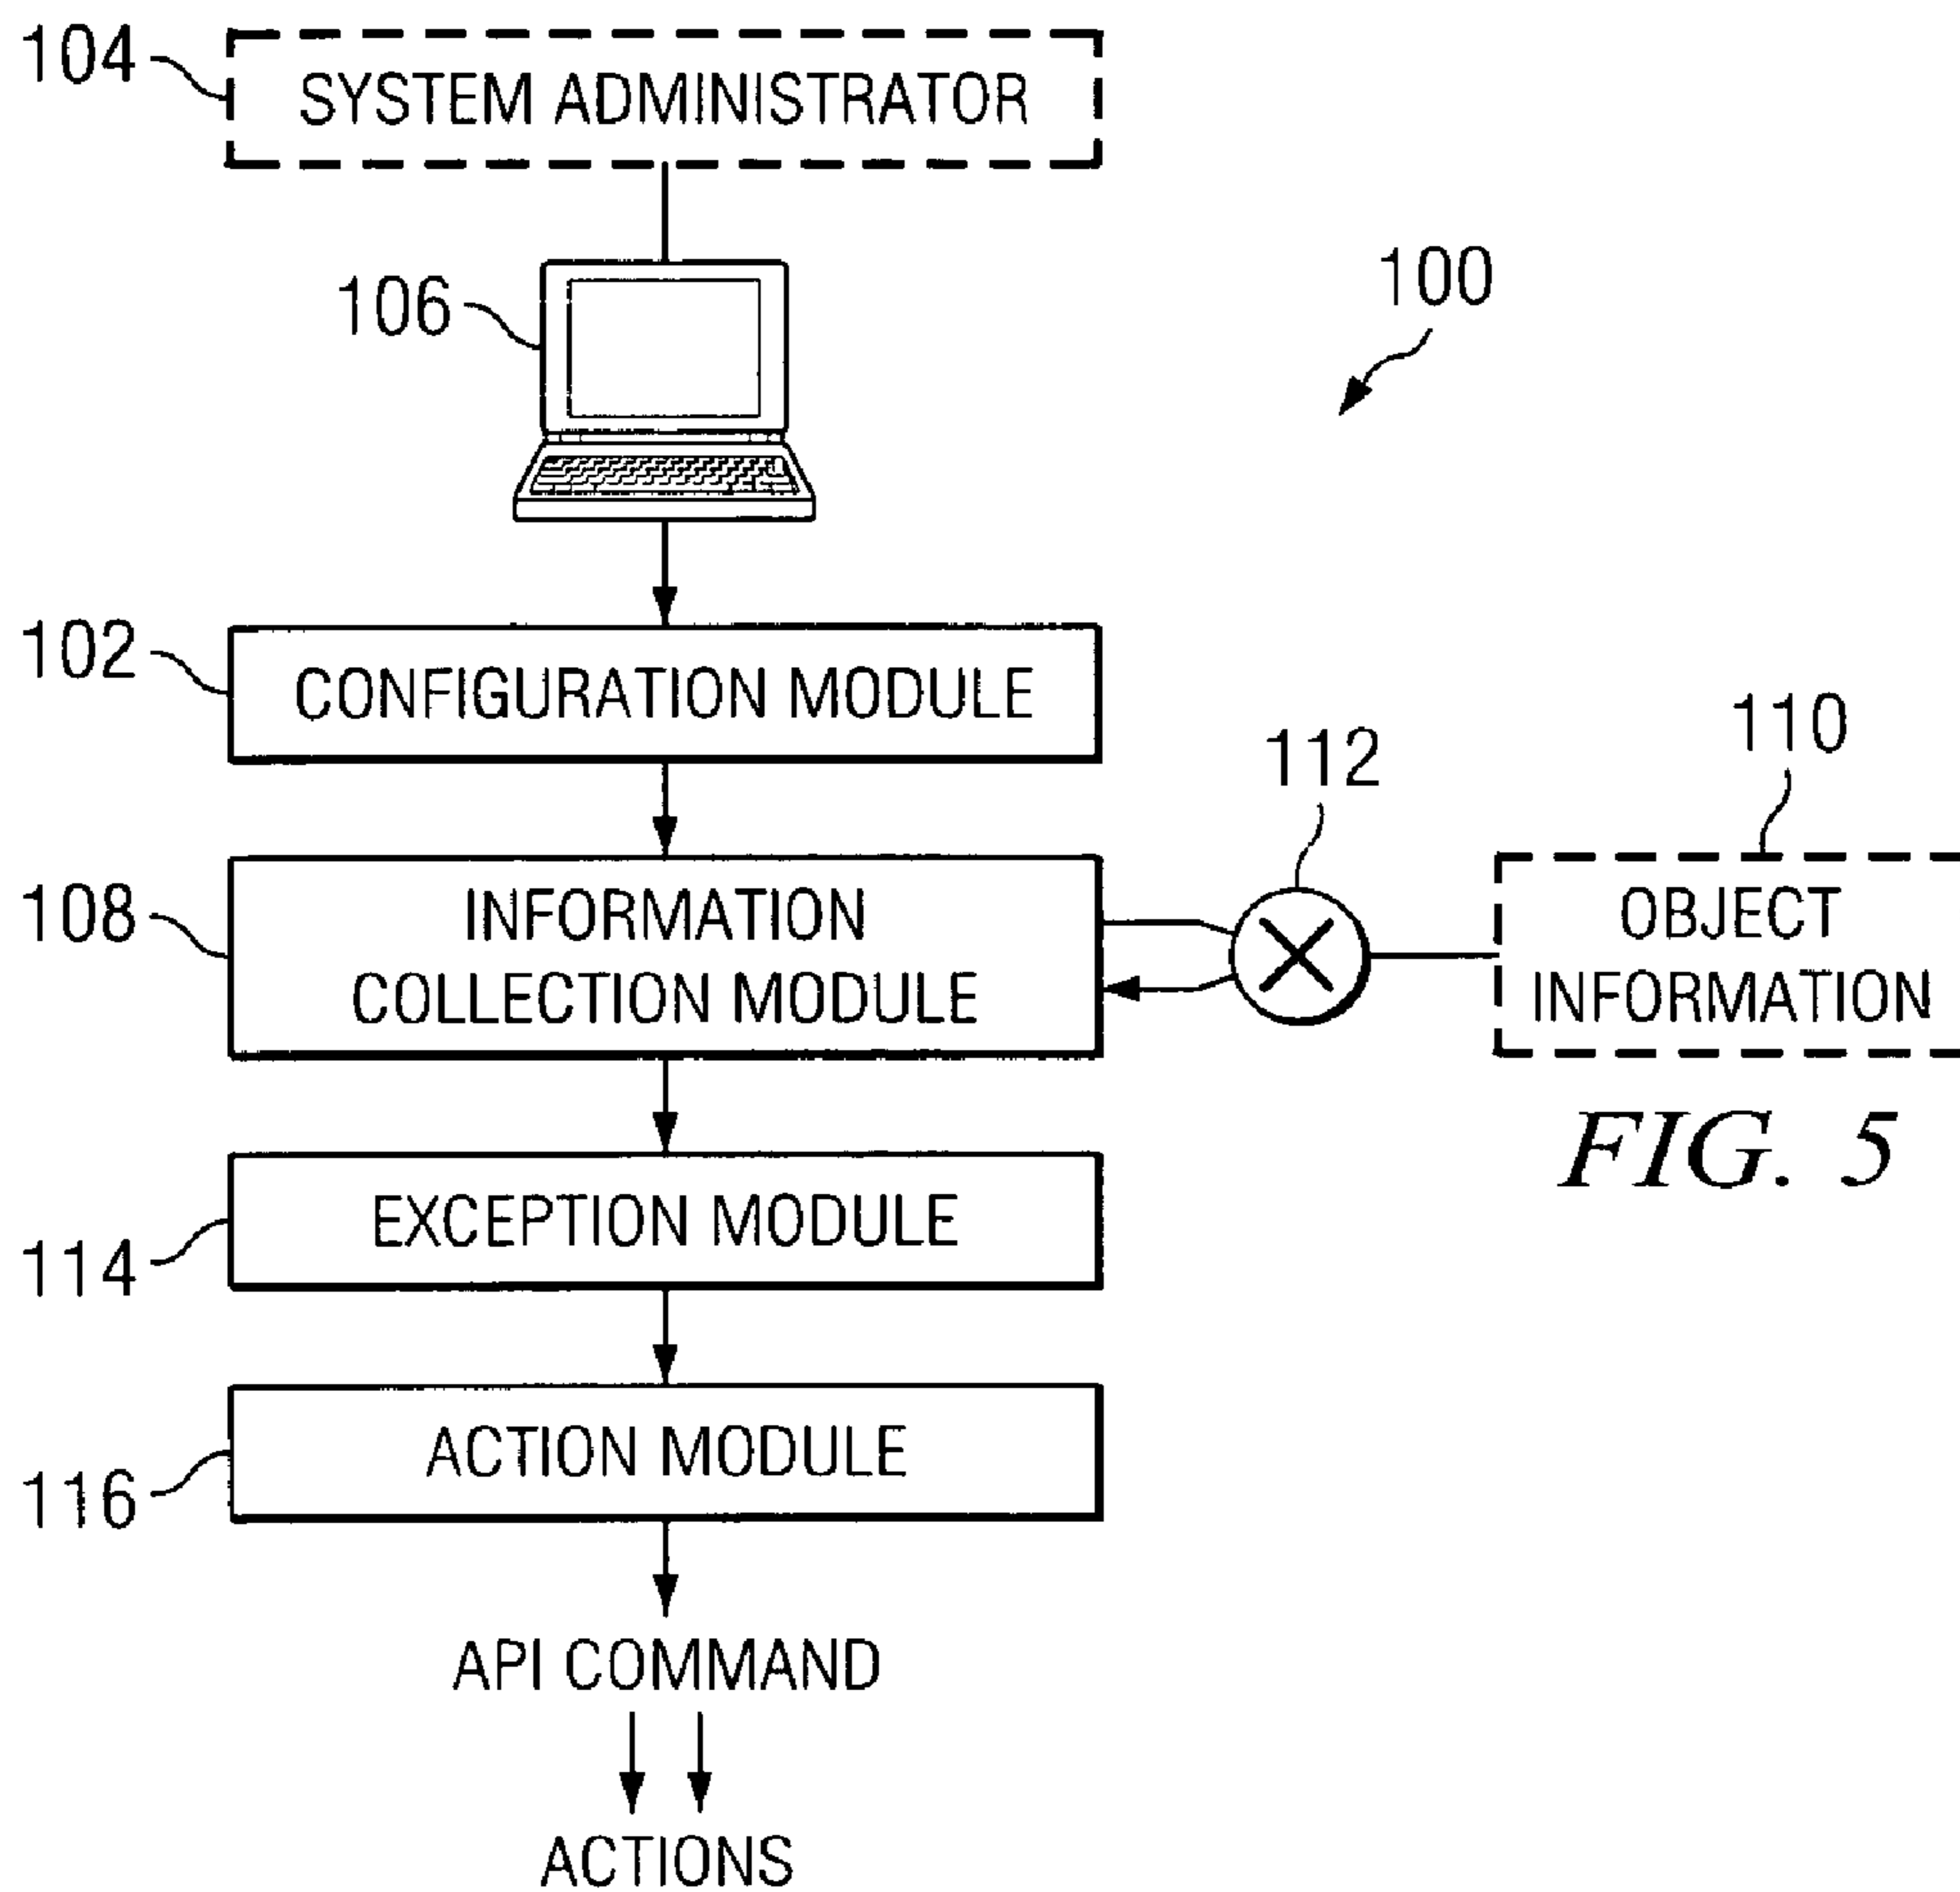 104
SYSTEM ADMINISTRATOR
106
100
102
CONFIGURATION MODULE
112
110
108
INFORMATION
COLLECTION MODULE
OBJECT
INFORMATION
FIG. 5
114
EXCEPTION MODULE
116
ACTION MODULE
API COMMAND
ACTIONS